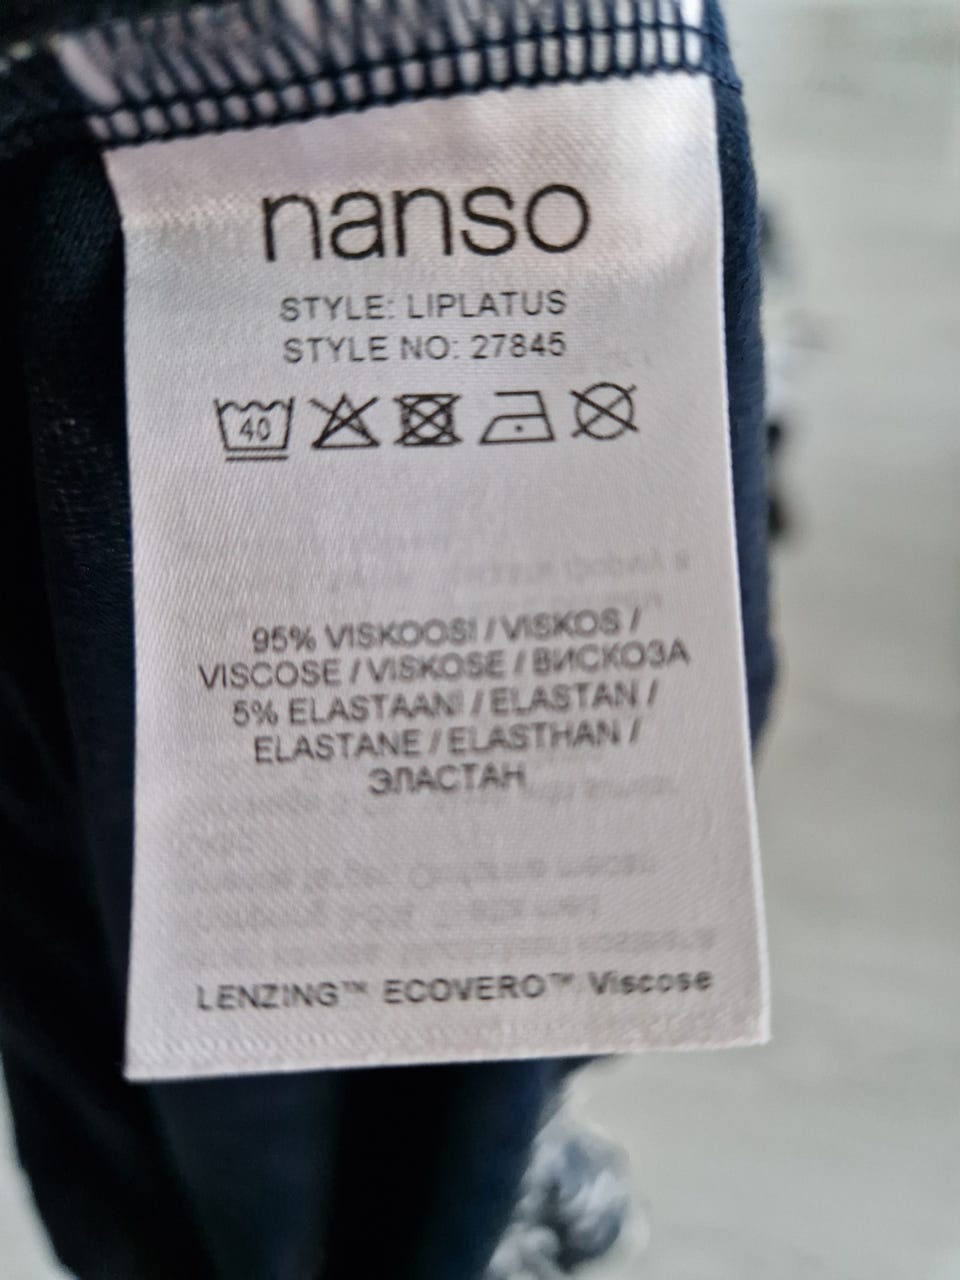 nanso
STYLE: LIPLATUS
STYLE NO: 27845
40
95% VISKOOSI / VISKOS /
VISCOSE / VISKOSE / ВИСКОЗА
5% ELASTAANI / ELASTAN /
ELASTANE / ELASTHAN /
ЭЛАСТАН
LENZING™ ECOVERO™ Viscose